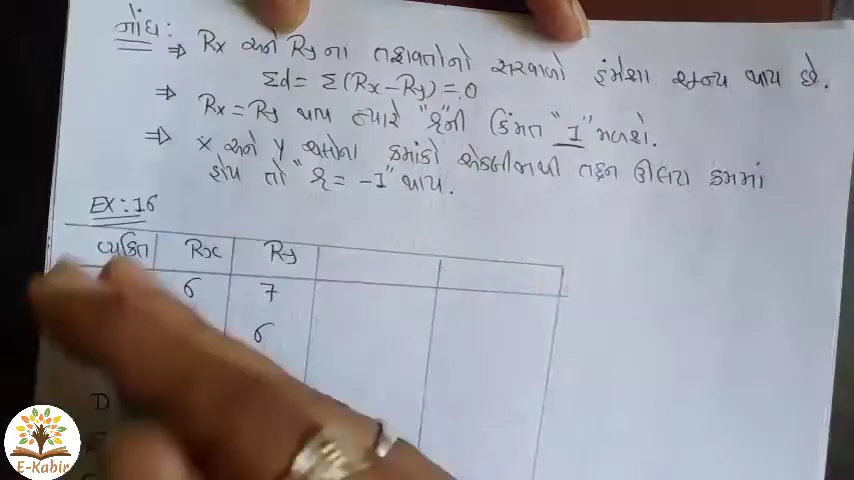 નોંધ:
⇒ Rx અને Ry ના તફાવતોનો સરવાળો હંમેશા શૂન્ય થાય છે.
Σd = Σ(Rx-Ry) = 0
⇒ Rx = Ry થાય ત્યારે "r"ની કિંમત "1" મળશે.
⇒ x અને y ચલોના ક્રમાંકો એકબીજાથી તદ્દન ઊલટા ક્રમમાં
હોય તો "r = -1" થાય.
EX:16
વ્યક્તિ Rx Ry
6 7
6
D
E-Kabir